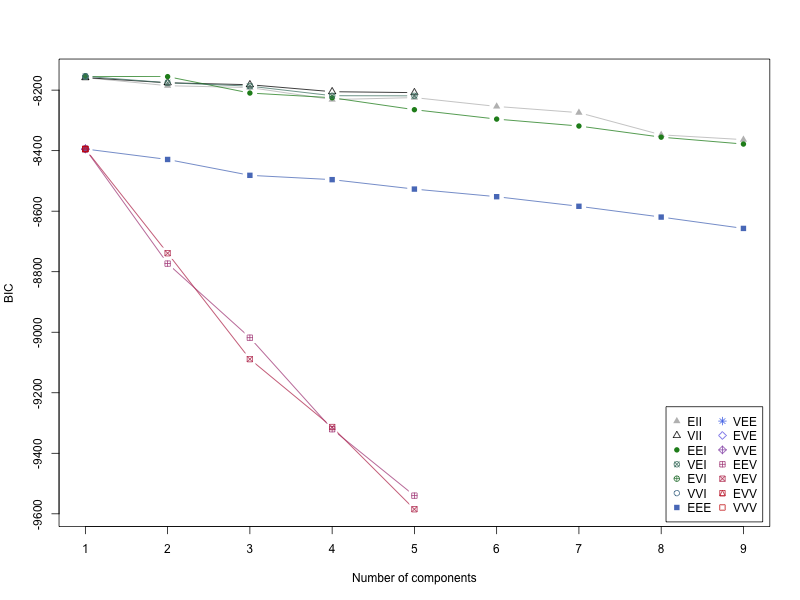 BIC
-8200
-8400
-8600
-8800
-9000
-9200
-9400
-9600
1 2 3 4 5 6 7 8 9
Number of components
EII VEE
VII EVE
EEI VVE
VEI EEV
EVI VEV
VVI EVV
EEE VVV